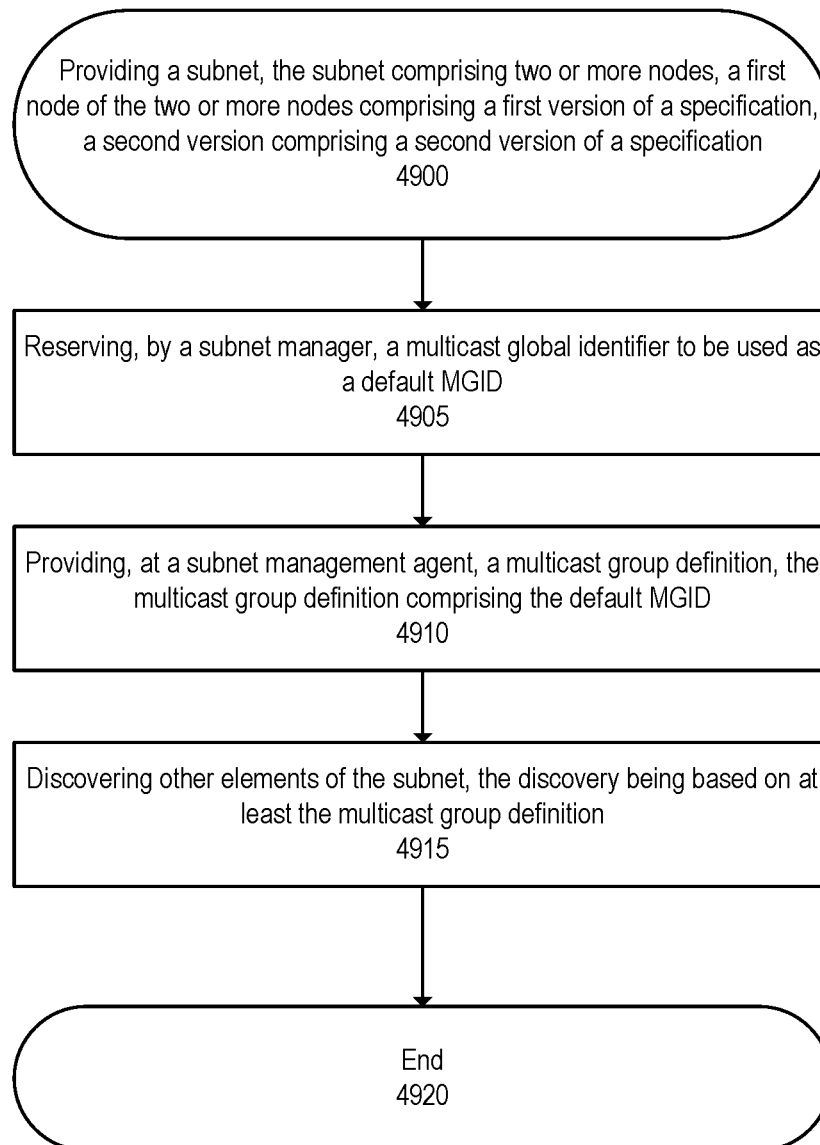 Providing a subnet, the subnet comprising two or more nodes, a first
node of the two or more nodes comprising a first version of a specification,
a second version comprising a second version of a specification
4900
Reserving, by a subnet manager, a multicast global identifier to be used as
a default MGID
4905
Providing, at a subnet management agent, a multicast group definition, the
multicast group definition comprising the default MGID
4910
Discovering other elements of the subnet, the discovery being based on at
least the multicast group definition
4915
End
4920